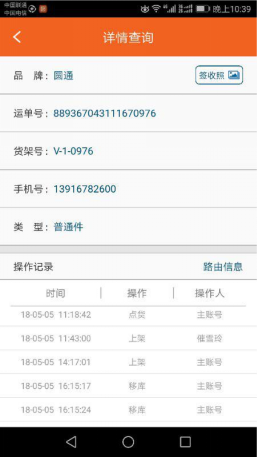 中国联通
中国电信
晚上10:39
详情查询
品 牌：圆通
签收照
运单号：889367043111670976
货架号：V-1-0976
手机号：13916782600
类 型：普通件
操作记录 路由信息
时间 操作 操作人
18-05-05 11:18:42 点货 主账号
18-05-05 11:43:00 上架 催雪玲
18-05-05 14:17:01 上架 主账号
18-05-05 16:15:17 移库 主账号
18-05-05 16:15:24 移库 主账号